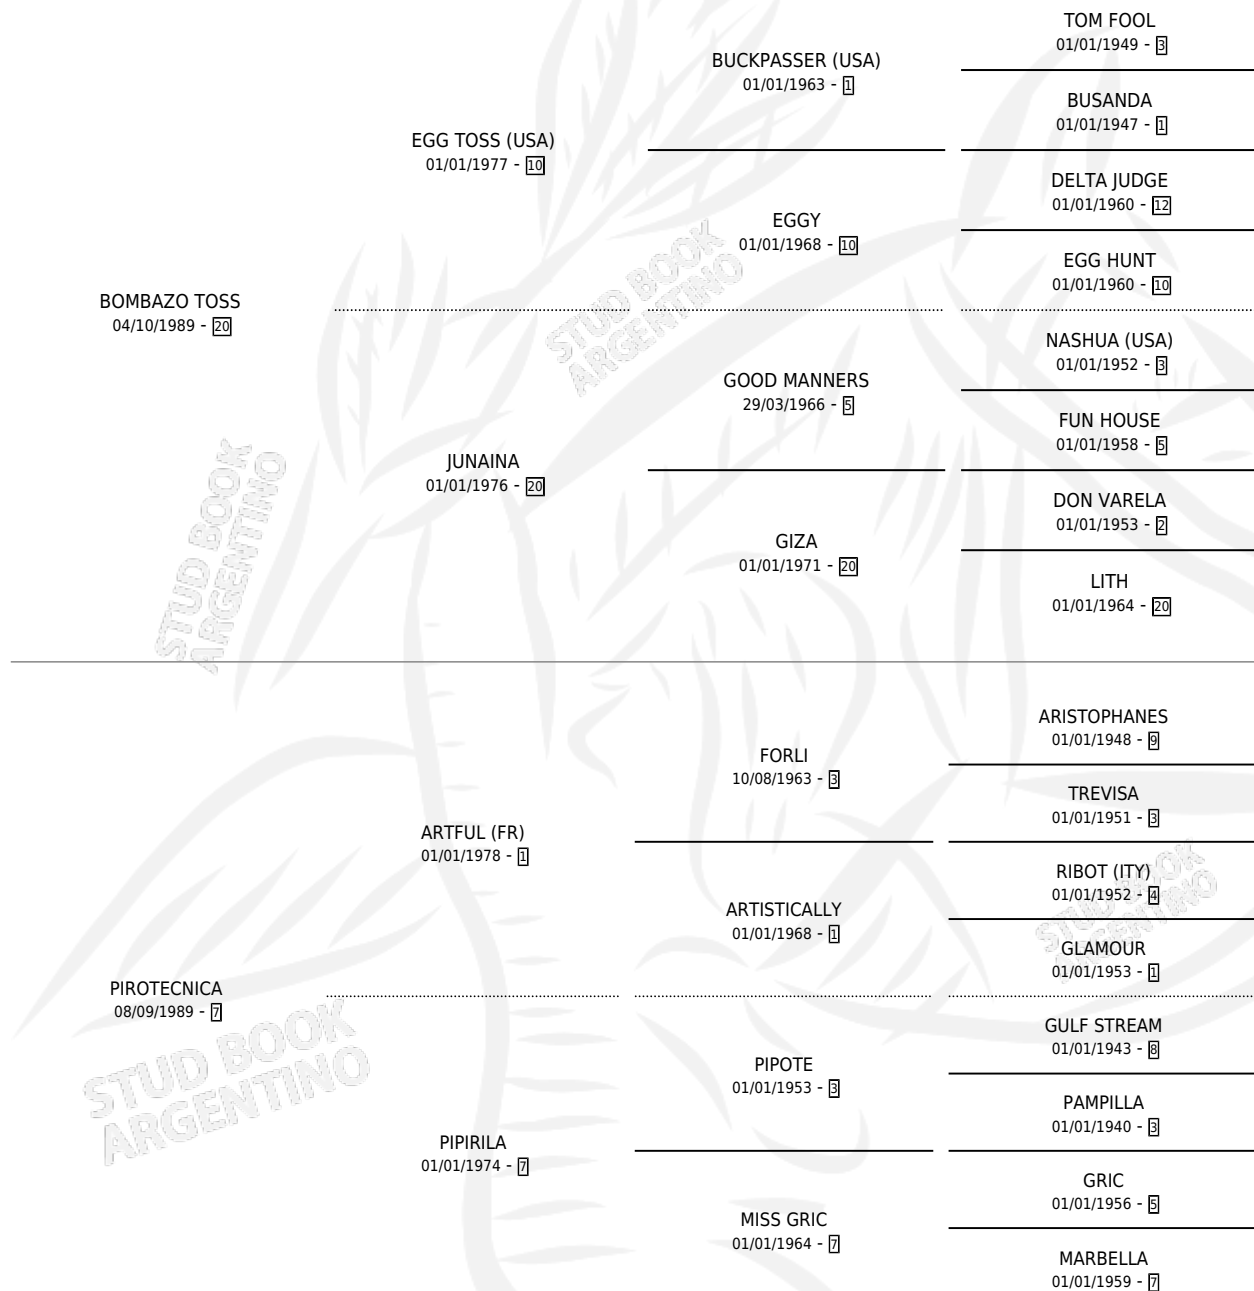 TOM FOOL
01/01/1949 - 3
BUCKPASSER (USA)
01/01/1963 - 1
BUSANDA
01/01/1947 - 1
EGG TOSS (USA)
01/01/1977 - 10
DELTA JUDGE
01/01/1960 - 12
EGGY
01/01/1968 - 10
EGG HUNT
01/01/1960 - 10
BOMBAZO TOSS
04/10/1989 - 20
NASHUA (USA)
01/01/1952 - 3
GOOD MANNERS
29/03/1966 - 5
FUN HOUSE
01/01/1958 - 5
JUNAINA
01/01/1976 - 20
DON VARELA
01/01/1953 - 2
GIZA
01/01/1971 - 20
LITH
01/01/1964 - 20
ARISTOPHANES
01/01/1948 - 9
FORLI
10/08/1963 - 3
TREVISA
01/01/1951 - 3
ARTFUL (FR)
01/01/1978 - 1
RIBOT (ITY)
01/01/1952 - 4
ARTISTICALLY
01/01/1968 - 1
GLAMOUR
01/01/1953 - 1
PIROTECNICA
08/09/1989 - 7
GULF STREAM
01/01/1943 - 8
PIPOTE
01/01/1953 - 3
PAMPILLA
01/01/1940 - 3
PIPIRILA
01/01/1974 - 7
GRIC
01/01/1956 - 5
MISS GRIC
01/01/1964 - 7
MARBELLA
01/01/1959 - 7
STUD BOOK
ARGENTINO
STUD BOOK
ARGENTINO
STUD BOOK
ARGENTINO
STUD BOOK
ARGENTINO